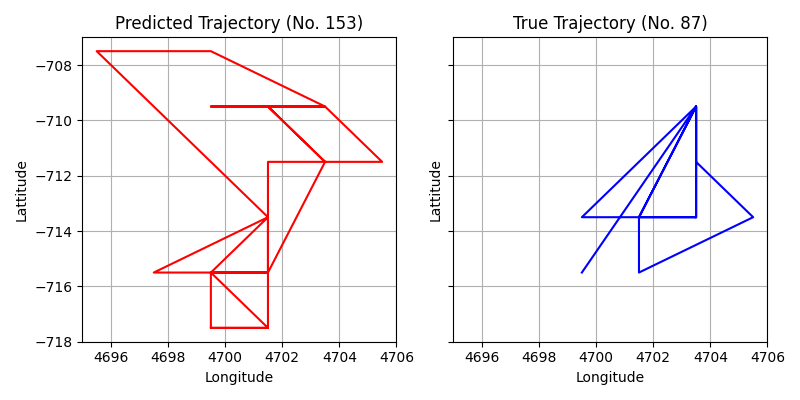 Predicted Trajectory (No. 153)
True Trajectory (No. 87)
−708
−710
−712
−714
−716
−718
Lattitude
Lattitude
4696 4698 4700 4702 4704 4706
4696 4698 4700 4702 4704 4706
Longitude
Longitude